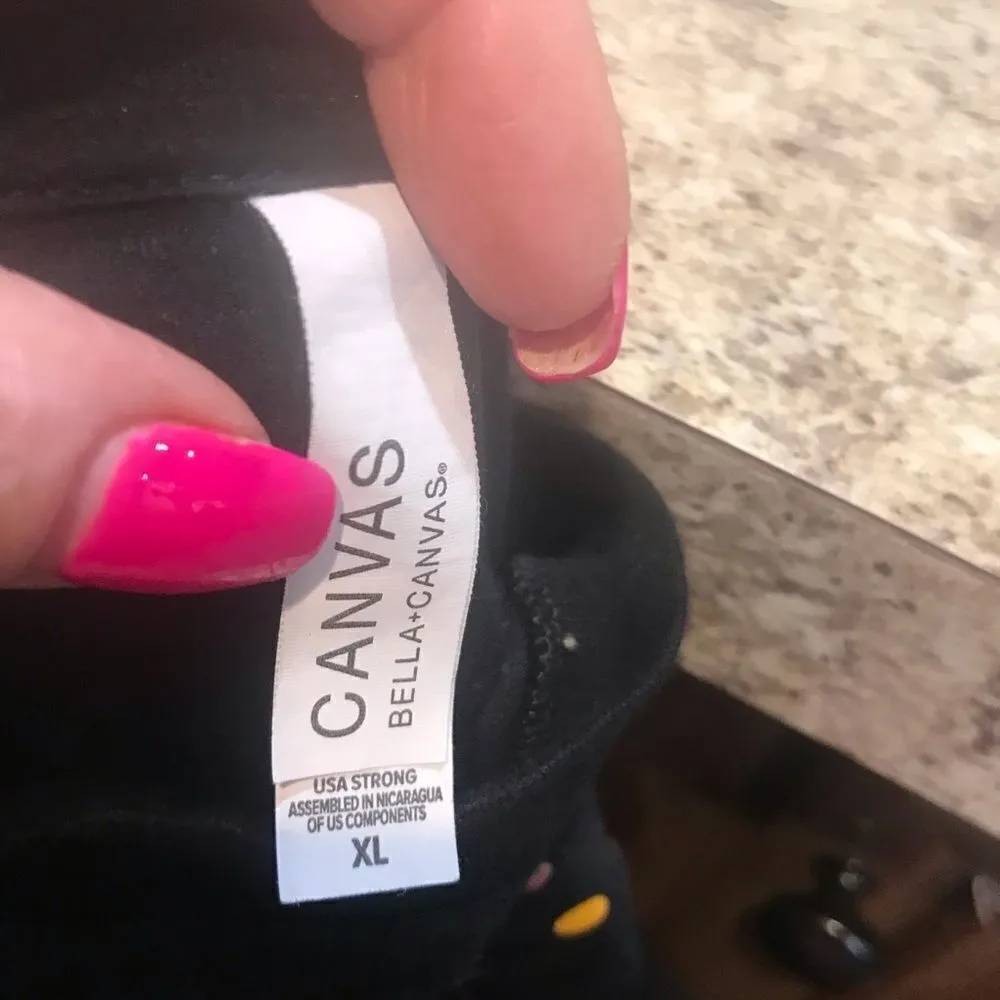 CANVAS
BELLA+CANVAS®
USA STRONG
ASSEMBLED IN NICARAGUA
OF US COMPONENTS
XL